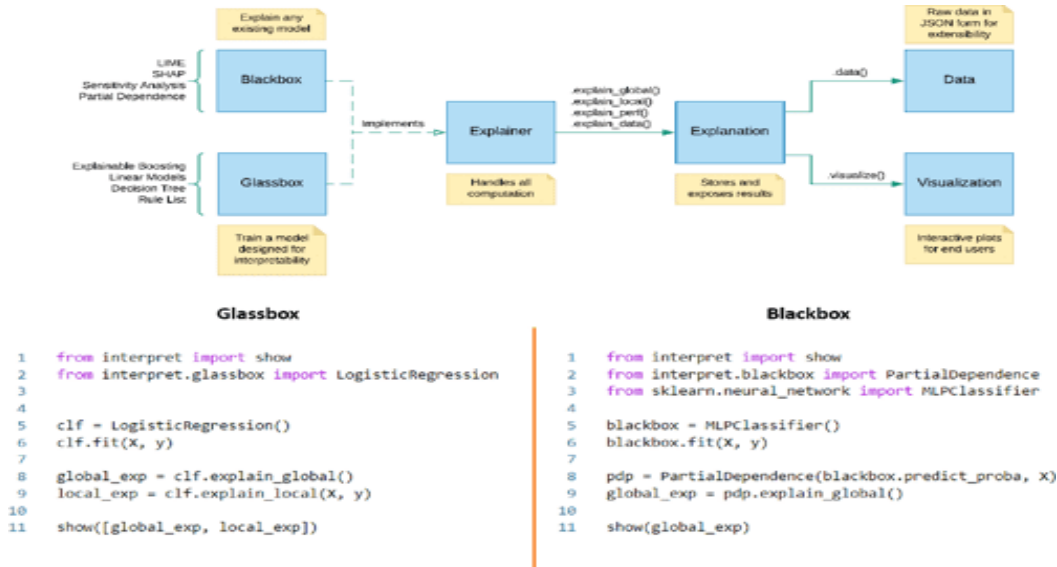 Explain any
existing model
LIME
SHAP
Sensitivity Analysis
Partial Dependence
Blackbox
Explainable Boosting
Linear Models
Decision Tree
Rule List
Glassbox
Train a model
designed for
interpretability
implements
Explainer
Handles all
computation
.explain_global()
.explain_local()
.explain_perf()
.explain_data()
Explanation
Stores and
exposes results
.data()
.visualize()
Raw data in
JSON form for
extensibility
Data
Visualization
Interactive plots
for end users
Glassbox
1 from interpret import show
2 from interpret.glassbox import LogisticRegression
3
4
5 clf = LogisticRegression()
6 clf.fit(X, y)
7
8 global_exp = clf.explain_global()
9 local_exp = clf.explain_local(X, y)
10
11 show([global_exp, local_exp])
Blackbox
1 from interpret import show
2 from interpret.blackbox import PartialDependence
3 from sklearn.neural_network import MLPClassifier
4
5 blackbox = MLPClassifier()
6 blackbox.fit(X, y)
7
8 pdp = PartialDependence(blackbox.predict_proba, X)
9 global_exp = pdp.explain_global()
10
11 show(global_exp)